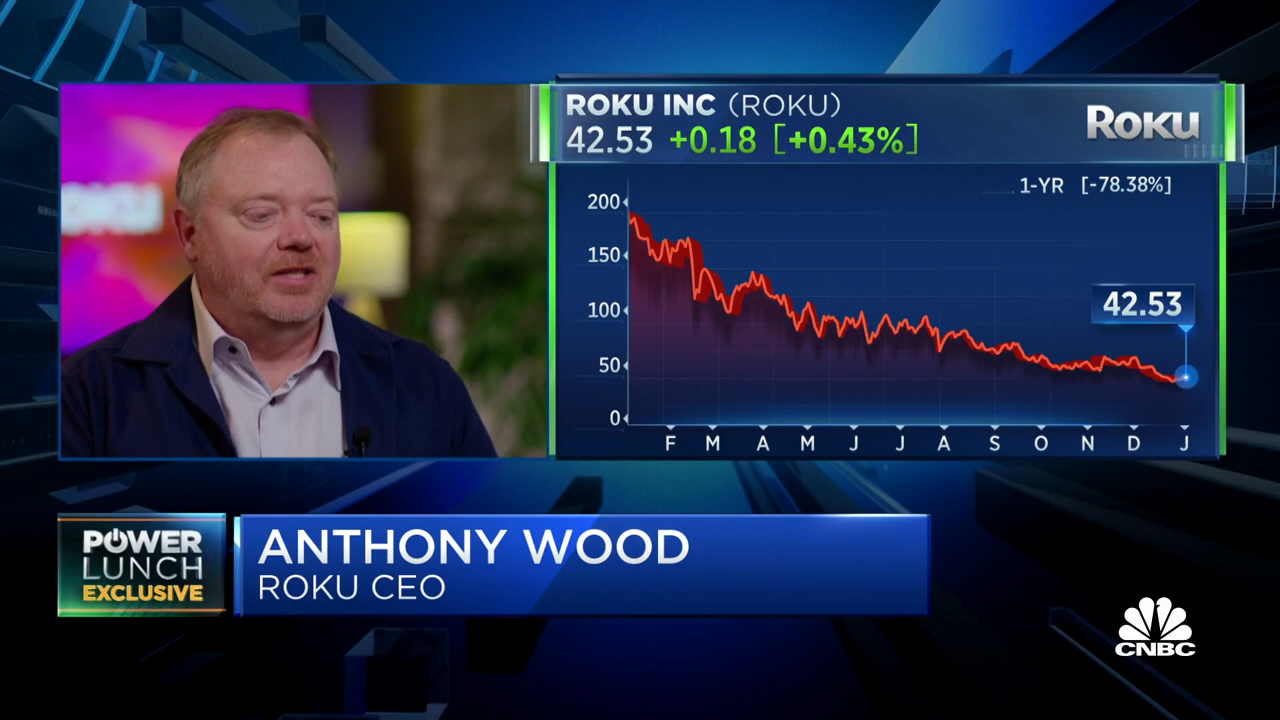 ROKU
ROKU INC (ROKU)
42.53 +0.18 [+0.43%]
ROKU
1-YR [-78.38%]
200
150
100
50
0
42.53
F M A M J J A S O N D J
POWER
LUNCH
EXCLUSIVE
ANTHONY WOOD
ROKU CEO
CNBC